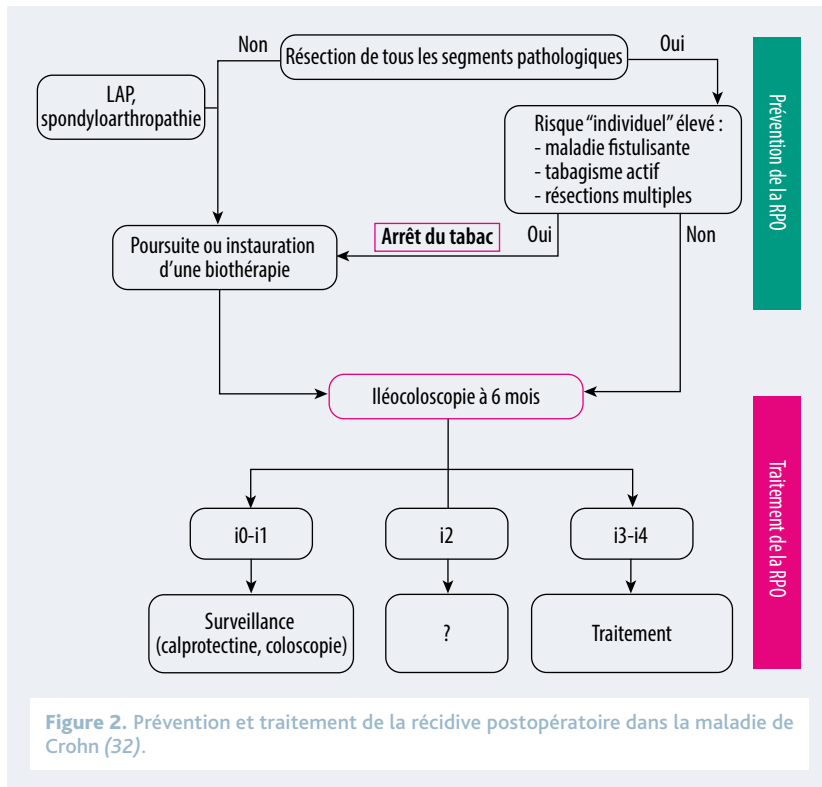 Non
Résection de tous les segments pathologiques
Oui
LAP,
spondyloarthropathie
Risque “individuel” élevé :
- maladie fistulisante
- tabagisme actif
- résections multiples
Prévention de la RPO
Poursuite ou instauration
d’une biothérapie
Arrêt du tabac
Oui
Non
Iléocoloscopie à 6 mois
i0-i1
i2
i3-i4
Surveillance
(calprotectine, coloscopie)
?
Traitement
Traitement de la RPO
Figure 2. Prévention et traitement de la récidive postopératoire dans la maladie de
Crohn (32).